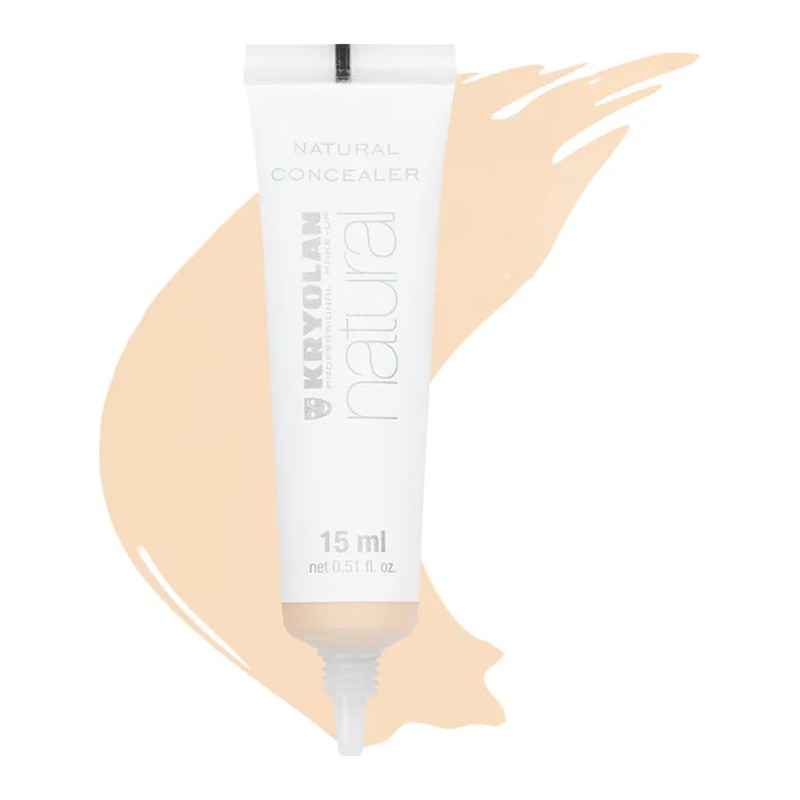 NATURAL
CONCEALER
KRYOLAN
PROFESSIONAL MAKE-UP
natural
15 ml
net 0.51 fl. oz.